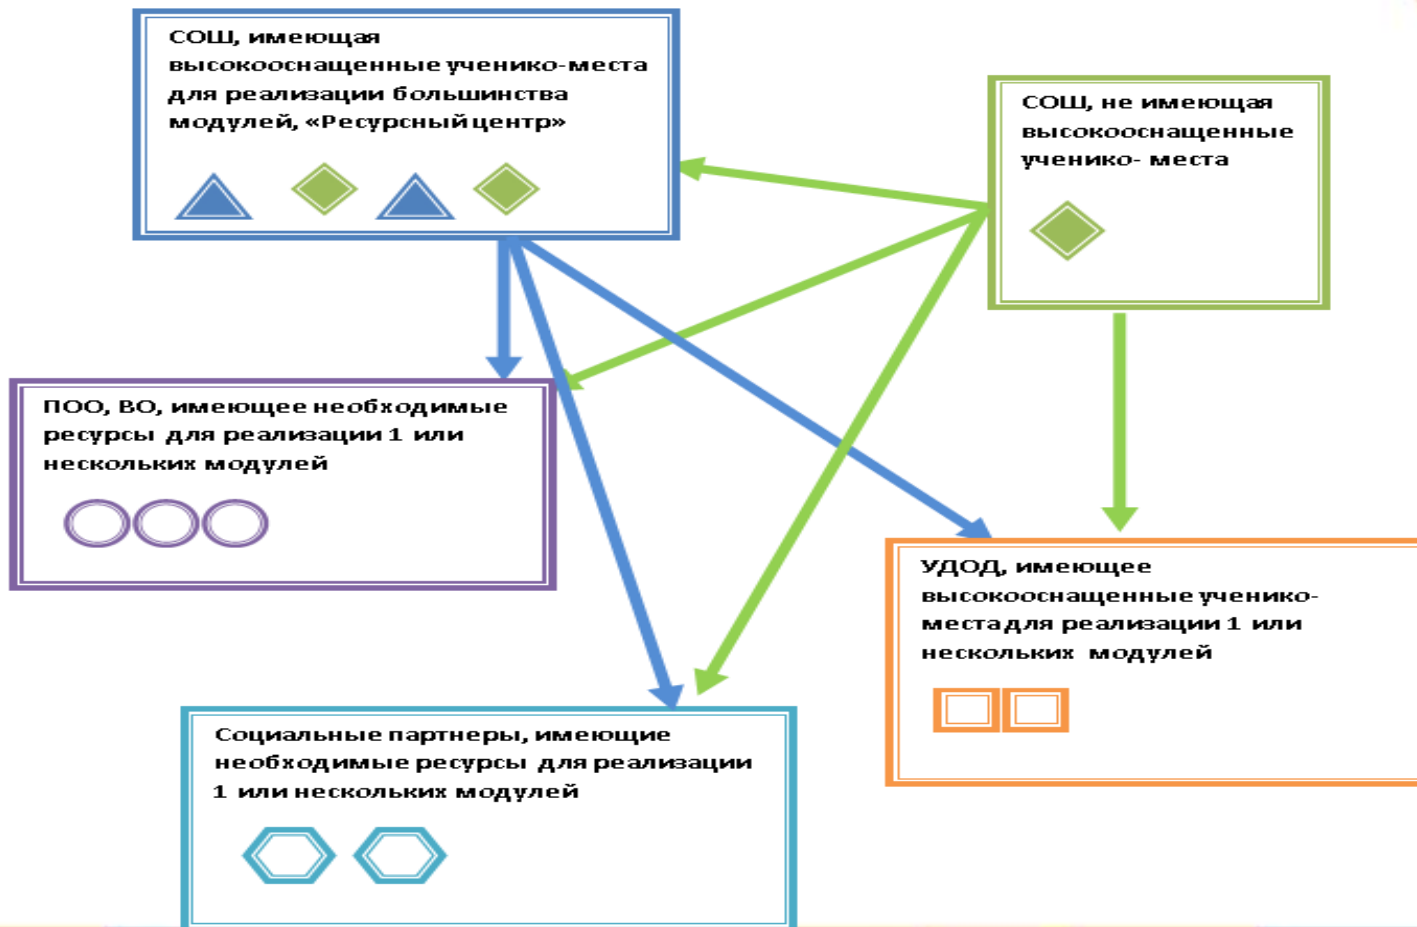 СОШ, имеющая
высокооснащенные ученико-места
для реализации большинства
модулей, «Ресурсный центр»
СОШ, не имеющая
высокооснащенные
ученико- места
ПОО, ВО, имеющее необходимые
ресурсы для реализации 1 или
нескольких модулей
УДОД, имеющее
высокооснащенные ученико-
места для реализации 1 или
нескольких модулей
Социальные партнеры, имеющие
необходимые ресурсы для реализации
1 или нескольких модулей